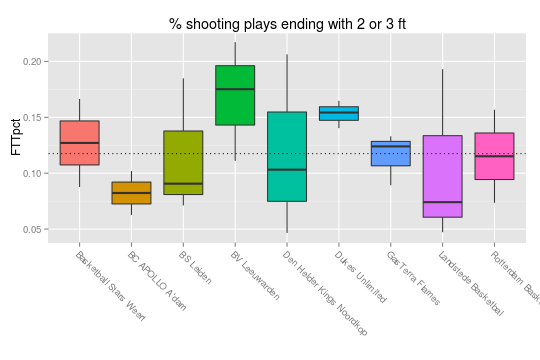 % shooting plays ending with 2 or 3 ft
FTTpct
0.20
0.15
0.10
0.05
Basketball Stars Weert
BC APOLLO A'dam
BS Leiden
BV Leeuwarden
Den Helder Kings Noordkop
Dukes Unlimited
GasTerra Flames
Landstede Basketbal
Rotterdam Bask